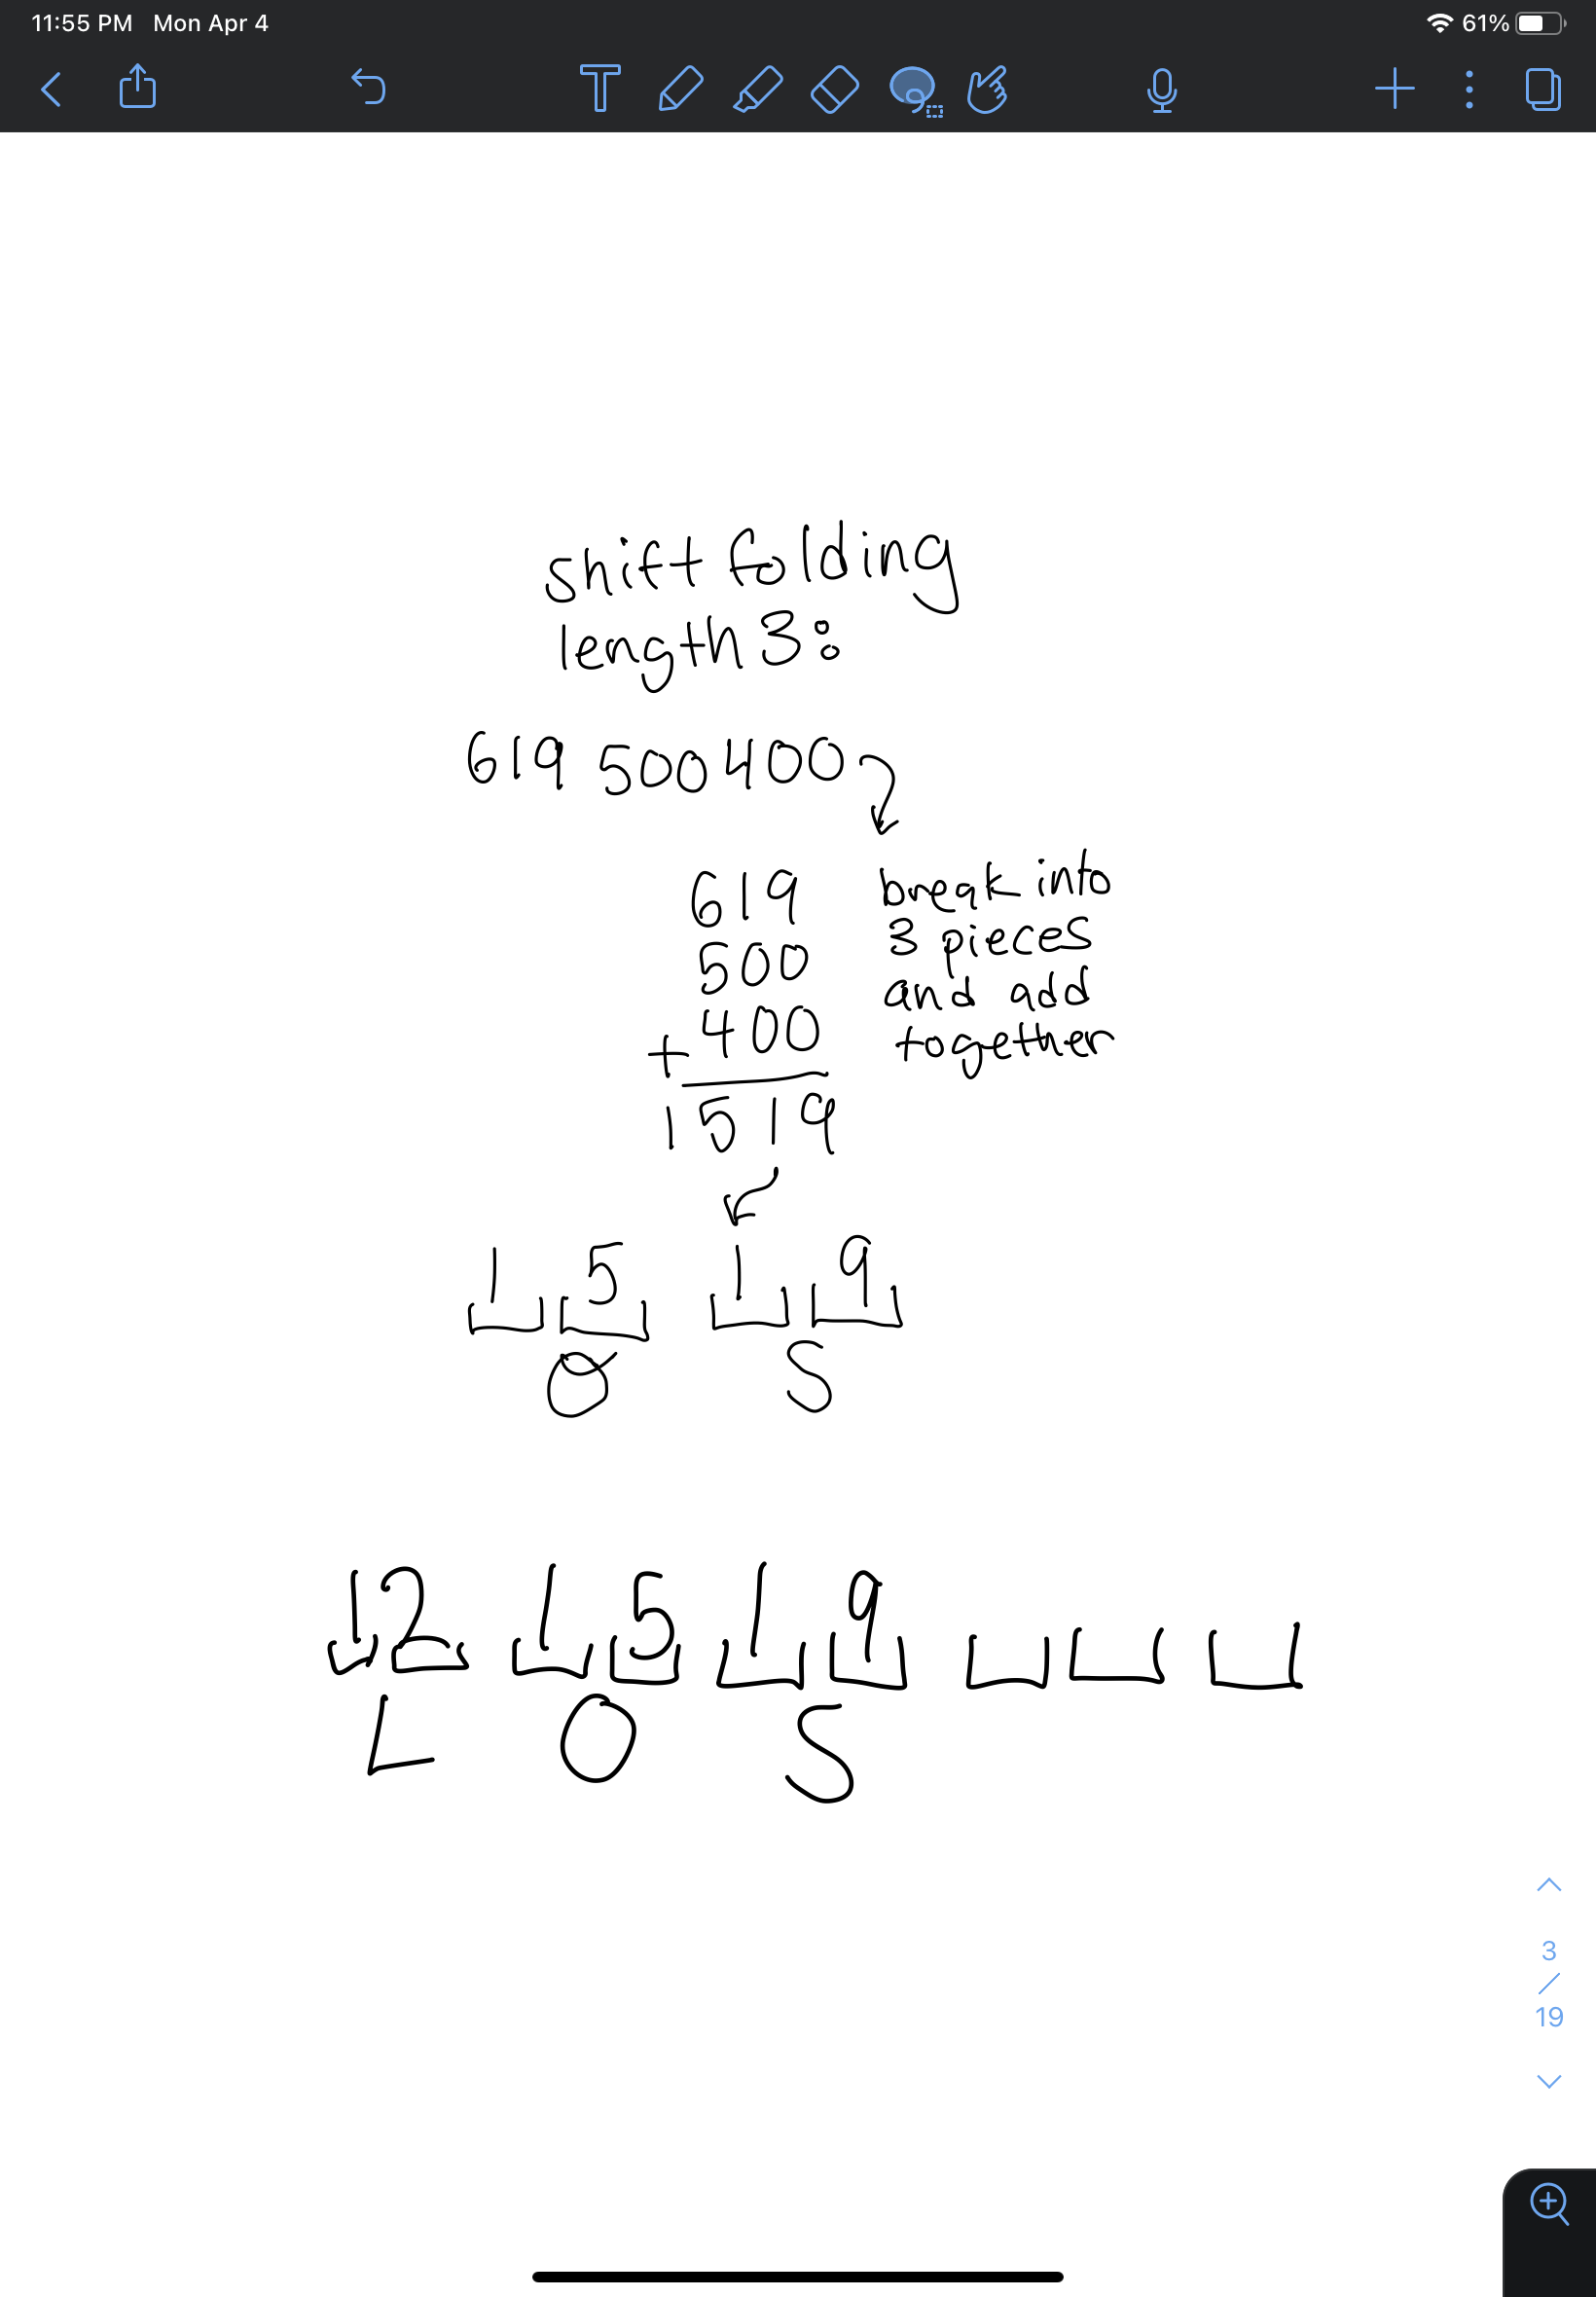 11:55 PM Mon Apr 4 61%
T
shift folding
length 3:
619 500400
619
500
+ 400
1519
break into
3 pieces
and add
together
1 5 1 9
O S
12 1 5 1 9
L O S
3
/
19